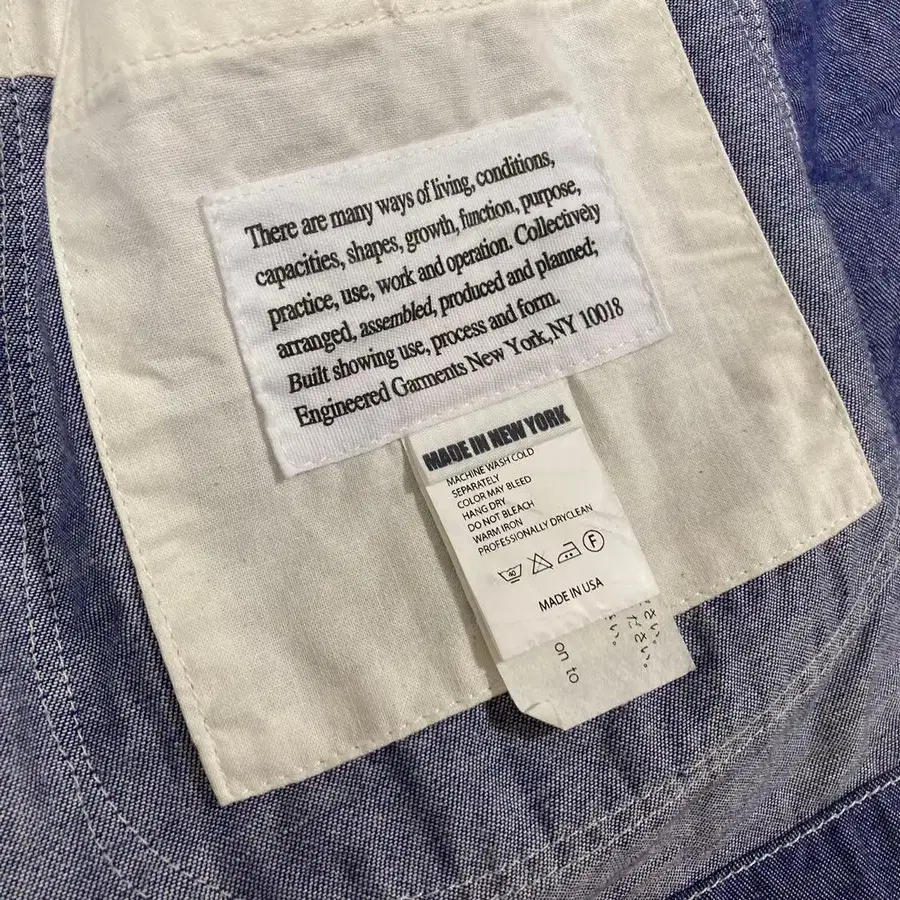 There are many ways of living, conditions,
capacities, shapes, growth, function, purpose,
practice, use, work and operation. Collectively
arranged, assembled, produced and planned;
Built showing use, process and form.
Engineered Garments New York, NY 10018
MADE IN NEW YORK
MACHINE WASH COLD
SEPARATELY
COLOR MAY BLEED
HANG DRY
DO NOT BLEACH
WARM IRON
PROFESSIONALLY DRYCLEAN
40
F
MADE IN USA
on to